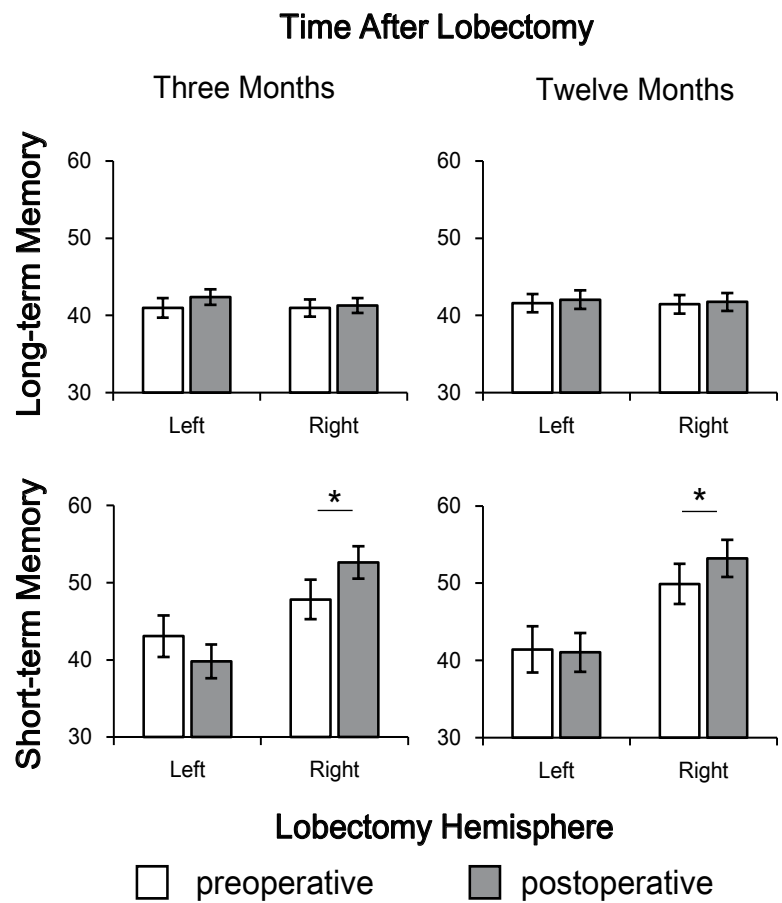 Time After Lobectomy
Three Months
Twelve Months
Long-term Memory
60
50
40
30
Left
Right
60
50
40
30
Left
Right
Short-term Memory
60
50
40
30
*
Left
Right
60
50
40
30
*
Left
Right
Lobectomy Hemisphere
preoperative
postoperative